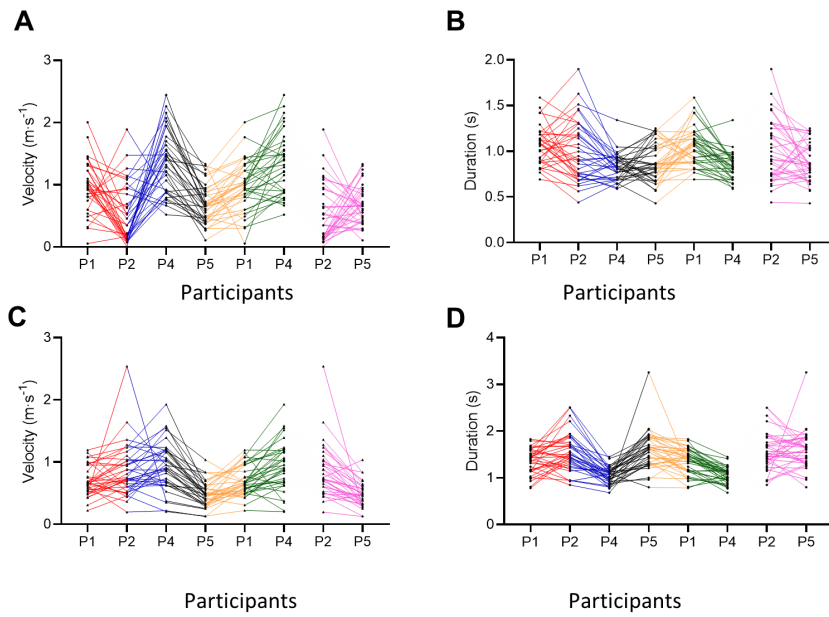 A
Velocity (m·s⁻¹)
3
2
1
0
P1 P2 P4 P5 P1 P4 P2 P5
Participants
B
Duration (s)
2.0
1.5
1.0
0.5
0.0
P1 P2 P4 P5 P1 P4 P2 P5
Participants
C
Velocity (m·s⁻¹)
3
2
1
0
P1 P2 P4 P5 P1 P4 P2 P5
Participants
D
Duration (s)
4
3
2
1
0
P1 P2 P4 P5 P1 P4 P2 P5
Participants